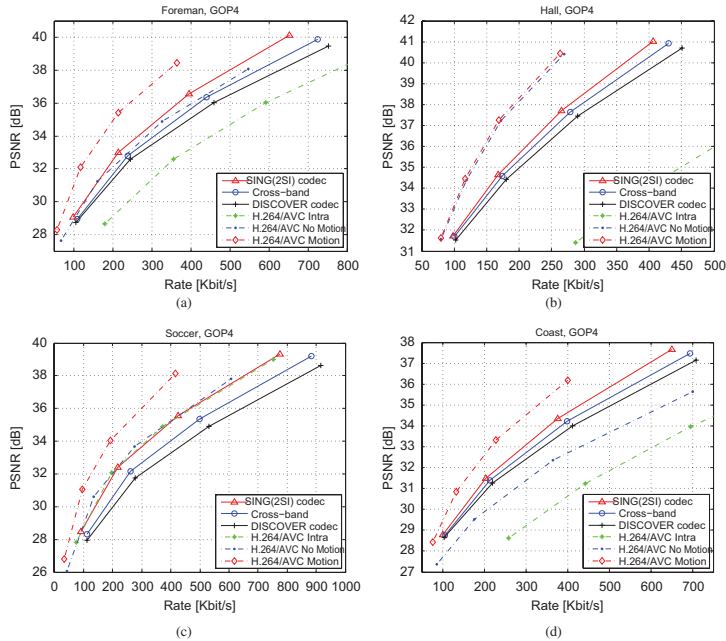 Foreman, GOP4
40
38
36
34
32
30
28
PSNR [dB]
100 200 300 400 500 600 700 800
Rate [Kbit/s]
SING(2SI) codec
Cross-band
DISCOVER codec
H.264/AVC Intra
H.264/AVC No Motion
H.264/AVC Motion
(a)
Hall, GOP4
42
41
40
39
38
37
36
35
34
33
32
31
PSNR [dB]
50 100 150 200 250 300 350 400 450 500
Rate [Kbit/s]
SING(2SI) codec
Cross-band
DISCOVER codec
H.264/AVC Intra
H.264/AVC No Motion
H.264/AVC Motion
(b)
Soccer, GOP4
40
38
36
34
32
30
28
26
PSNR [dB]
0 100 200 300 400 500 600 700 800 900 1000
Rate [Kbit/s]
SING(2SI) codec
Cross-band
DISCOVER codec
H.264/AVC Intra
H.264/AVC No Motion
H.264/AVC Motion
(c)
Coast, GOP4
38
37
36
35
34
33
32
31
30
29
28
27
PSNR [dB]
100 200 300 400 500 600 700
Rate [Kbit/s]
SING(2SI) codec
Cross-band
DISCOVER codec
H.264/AVC Intra
H.264/AVC No Motion
H.264/AVC Motion
(d)